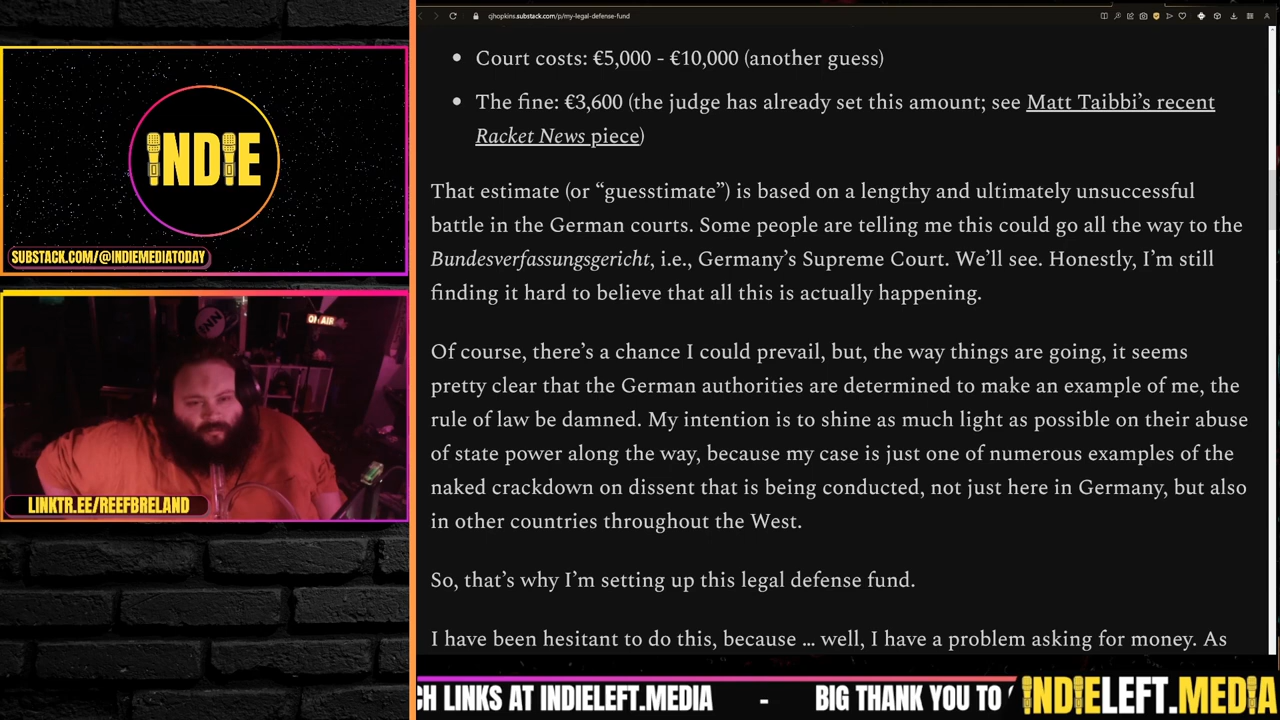 INDIE
SUBSTACK.COM/@INDIEMEDIATODAY
INN
ON AIR
LINKTR.EE/REEFBRELAND
cjhopkins.substack.com/p/my-legal-defense-fund
• Court costs: €5,000 - €10,000 (another guess)
• The fine: €3,600 (the judge has already set this amount; see Matt Taibbi’s recent
Racket News piece)
That estimate (or “guesstimate”) is based on a lengthy and ultimately unsuccessful
battle in the German courts. Some people are telling me this could go all the way to the
Bundesverfassungsgericht, i.e., Germany’s Supreme Court. We’ll see. Honestly, I’m still
finding it hard to believe that all this is actually happening.
Of course, there’s a chance I could prevail, but, the way things are going, it seems
pretty clear that the German authorities are determined to make an example of me, the
rule of law be damned. My intention is to shine as much light as possible on their abuse
of state power along the way, because my case is just one of numerous examples of the
naked crackdown on dissent that is being conducted, not just here in Germany, but also
in other countries throughout the West.
So, that’s why I’m setting up this legal defense fund.
I have been hesitant to do this, because … well, I have a problem asking for money. As
CH LINKS AT INDIELEFT.MEDIA - BIG THANK YOU TO
INDIELEFT.MEDIA